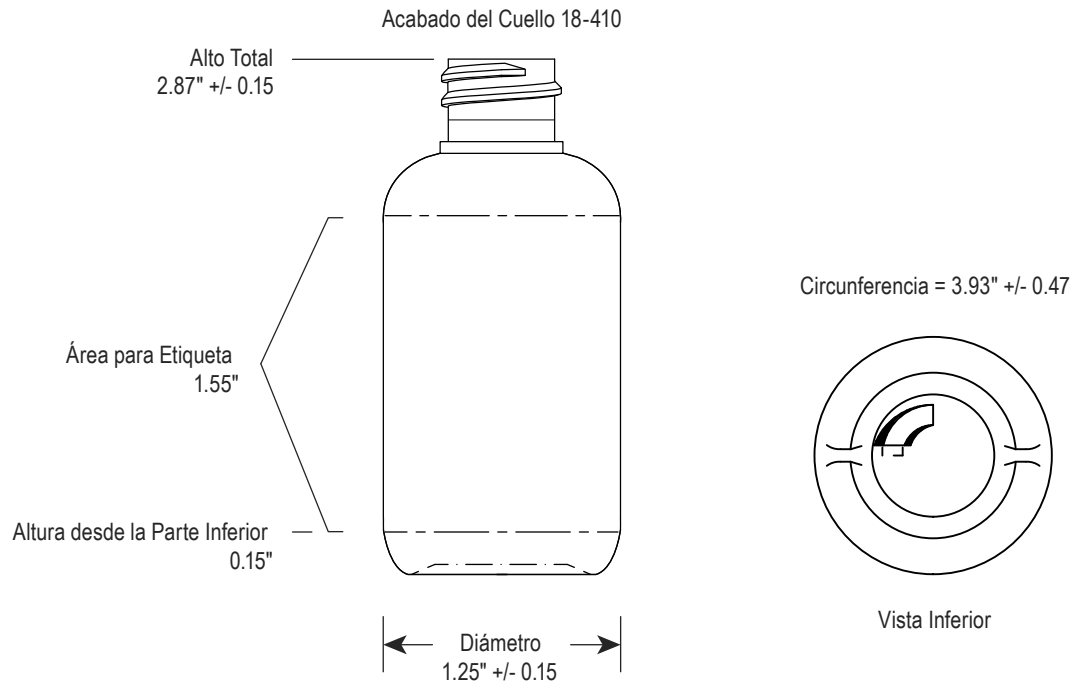 Acabado del Cuello 18-410
Alto Total
2.87" +/- 0.15
Circunferencia = 3.93" +/- 0.47
Área para Etiqueta
1.55"
Altura desde la Parte Inferior
0.15"
Vista Inferior
Diámetro
1.25" +/- 0.15